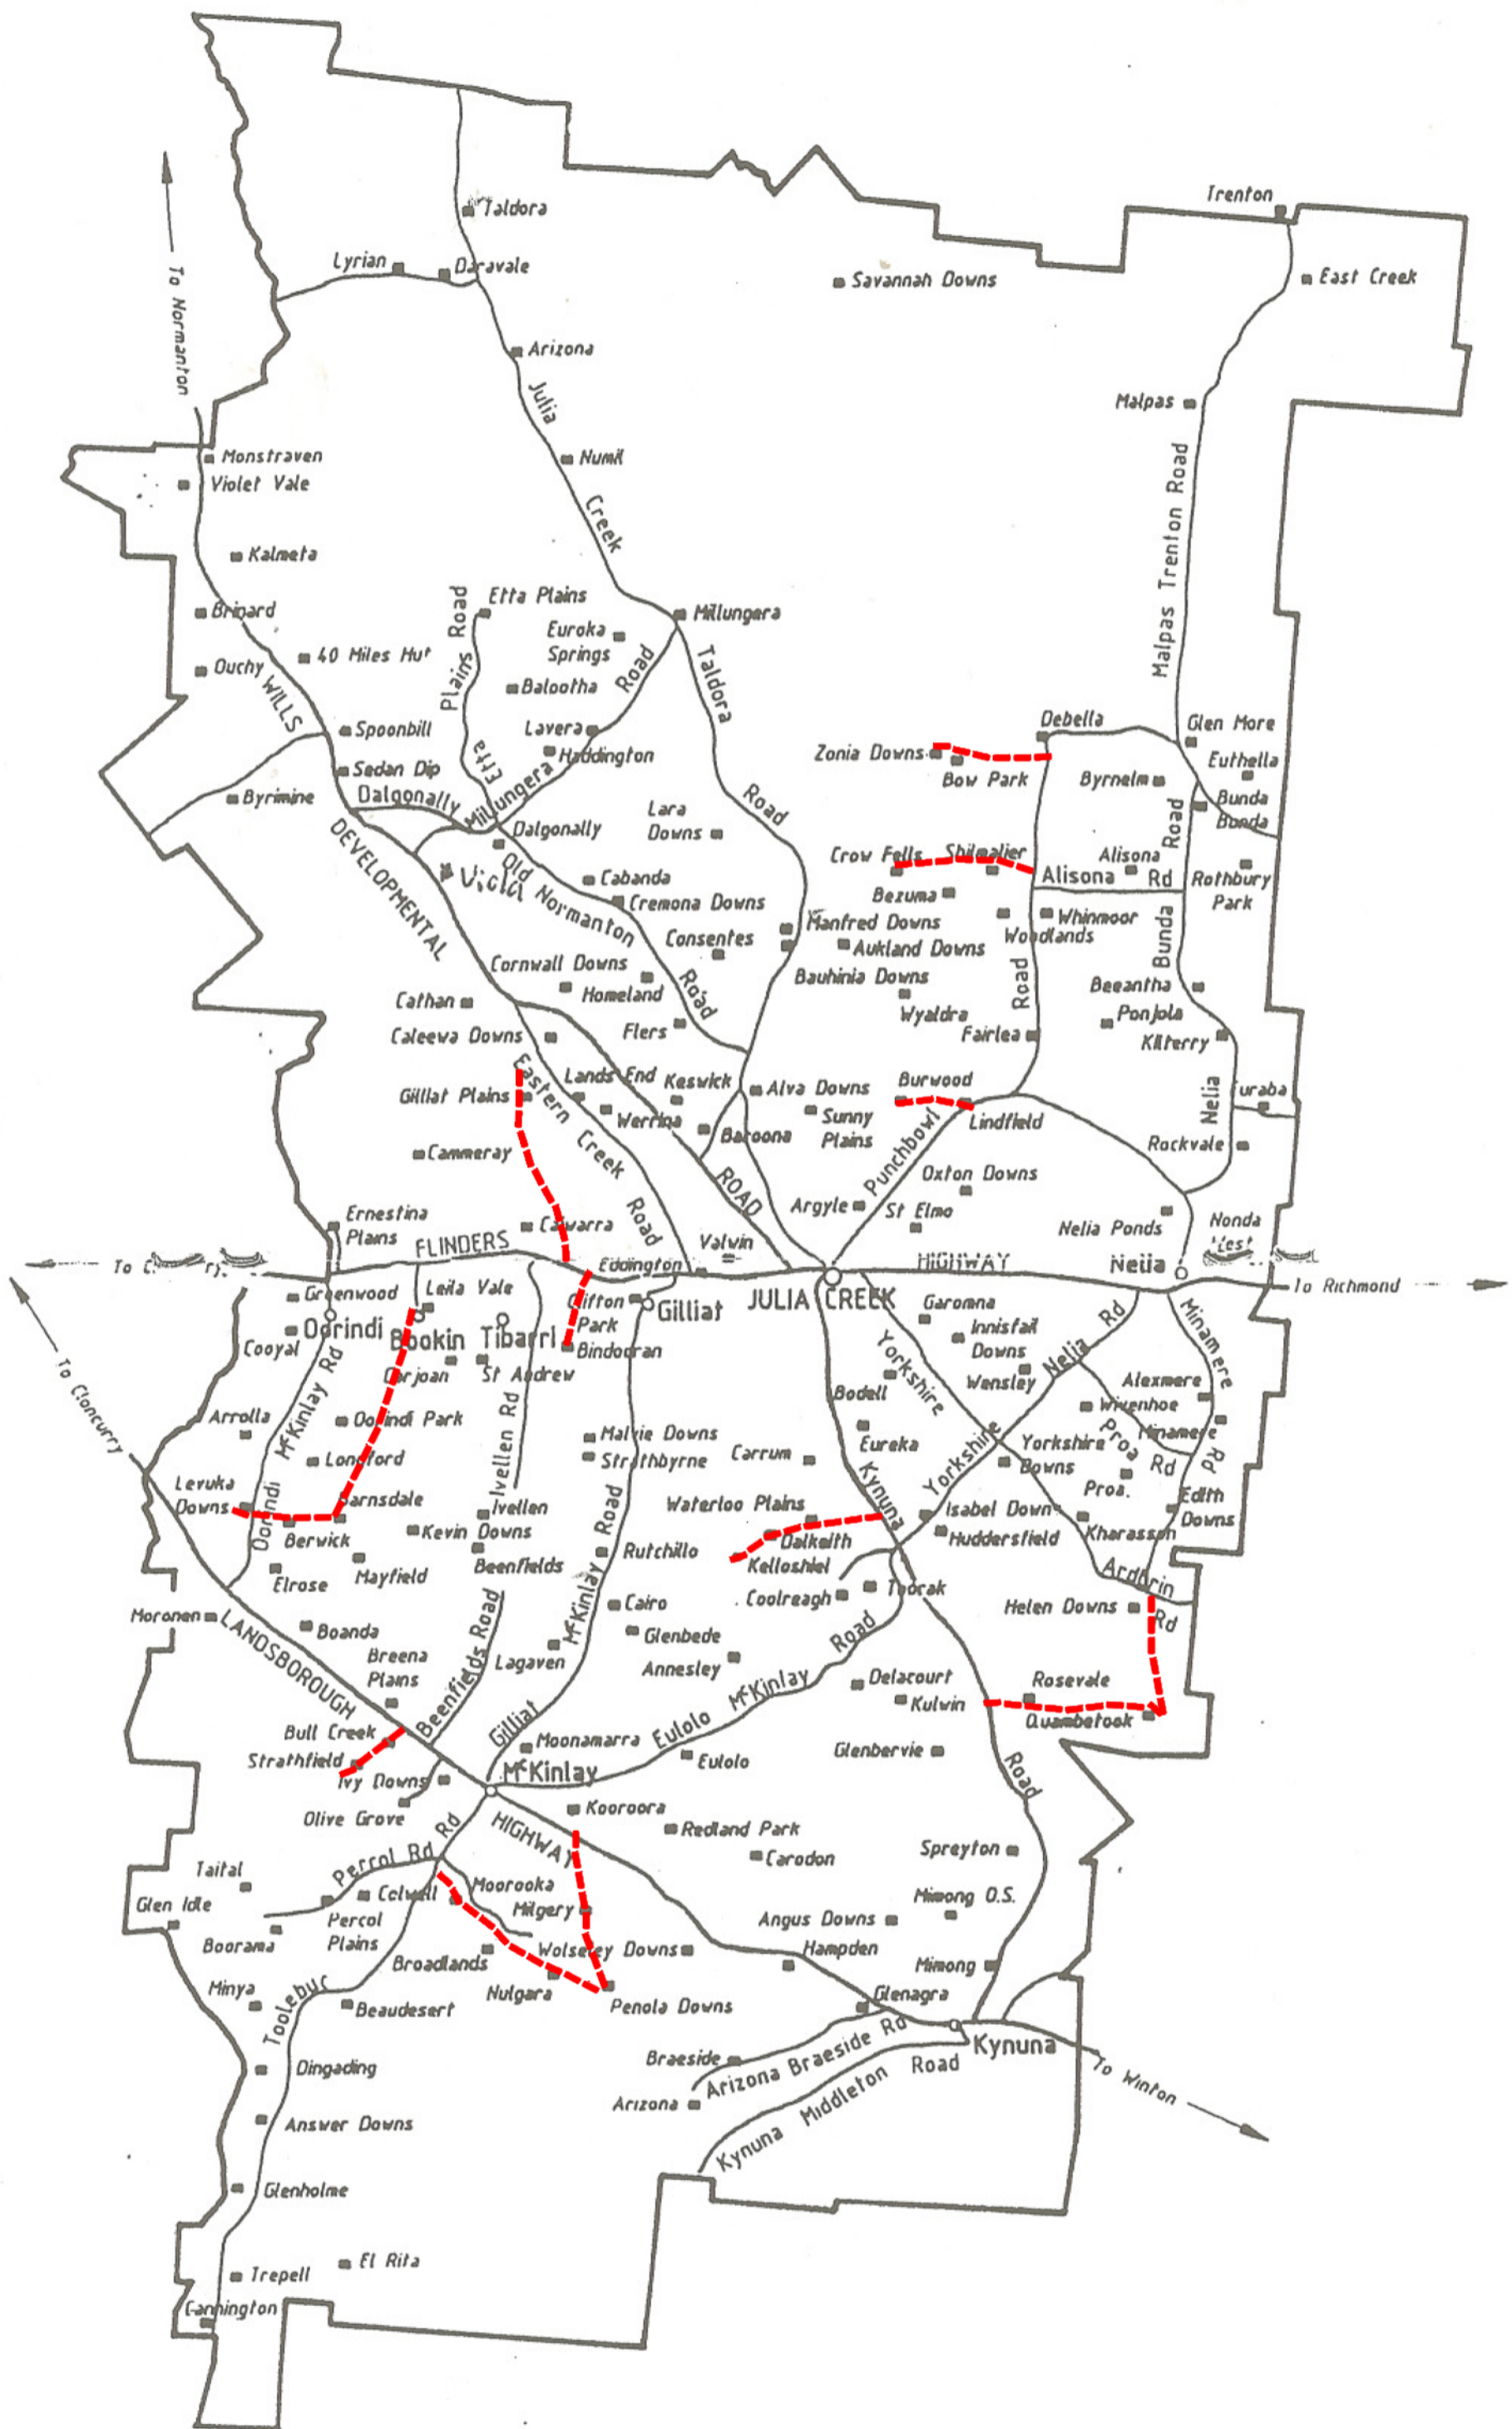 Trenton
Taldora
Lyrian
Daravale
Savannah Downs
East Creek
To Normanton
Arizona
Julia
Malpas
Numil
Monstraven
Violet Vale
Creek
Malpas Trenton Road
Kalmeta
Etta Plains
Brinard
Millungera
Euroka
Springs
Plains Road
40 Miles Hut
Road
Ouchy
Taldora
Balootha
WILLS
Spoonbill
Lavera
Debella
Glen More
Etta
Haddington
Zonia Downs
Bow Park
Euthella
Sedan Dip
Byrnelm
Byrimine
Dalgonally
Millungera
Road
Bunda
Bunda
Road
Lara
Downs
Dalgonally
DEVELOPMENTAL
Crow Fells
Shilmalier
Alisona
Alisona Rd
Rothbury
Park
Viola
Old Normanton
Cabanda
Bezuma
Cremona Downs
Whinmoor
Woodlands
Manfred Downs
Consentes
Aukland Downs
Bunda
Cornwall Downs
Bauhinia Downs
Homeland
Road
Road
Beeantha
Cathan
Wyaldra
Ponjola
Caleewa Downs
Flers
Fairlea
Kilterry
Eastern Creek
Lands End
Keswick
Alva Downs
Burwood
Nelia
Gilliat Plains
Werrina
Sunny
Plains
Lindfield
Baroona
Punchbowl
Rockvale
Cammeray
ROAD
Oxton Downs
Road
Argyle
St Elmo
Ernestina
Plains
Calwarra
Valwin
Nelia Ponds
Nonda
West
FLINDERS
Eddington
HIGHWAY
Nelia
To Richmond
Greenwood
Leila Vale
Clifton
Park
Gilliat
JULIA CREEK
Garomna
Oorindi
Bookin
Tibarri
Innisfail
Downs
Nelia Rd
Minamere Rd
Cooyal
Bindooran
Yorkshire
To Cloncurry
St Andrew
Bodell
Wensley
Alexmere
Wivenhoe
Arrolla
Oorindi Park
Ivellen Rd
Malvie Downs
Eureka
Minamere
Oorindi McKinlay Rd
Longford
Strathbyrne
Carrum
Yorkshire
Yorkshire
Downs
Proa Rd
Proa.
Levuka
Downs
Barnsdale
Ivellen
Waterloo Plains
Kynuna
Isabel Down
Edith
Downs
Berwick
Kevin Downs
Dalkeith
Huddersfield
Kharasson
Beenfields
Rutchillo
Kelloshiel
Elrose
Mayfield
Gilliat McKinlay Road
Coolreagh
Toorak
Ardbrin
Rd
Moronen
Cairo
Helen Downs
LANDSBOROUGH
Boanda
Glenbede
Breena
Plains
Beenfields Road
Lagaven
Annesley
Delacourt
Rosevale
Kulwin
Quambetook
Bull Creek
Moonamarra
Eulolo McKinlay Road
Strathfield
Eulolo
Glenbervie
Ivy Downs
McKinlay
Road
Olive Grove
Kooroora
HIGHWAY
Redland Park
Spreyton
Percol Rd
Rd
Carodon
Taital
Colwell
Moorooka
Mimong O.S.
Glen Idle
Milgery
Percol
Plains
Angus Downs
Boorama
Wolseley Downs
Hampden
Broadlands
Mimong
Minya
Nulgara
Toolebuc
Beaudesert
Penola Downs
Glenagra
Kynuna
Braeside
Arizona Braeside Rd
Dingading
To Winton
Arizona
Kynuna Middleton Road
Answer Downs
Glenholme
El Rita
Trepell
Cannington